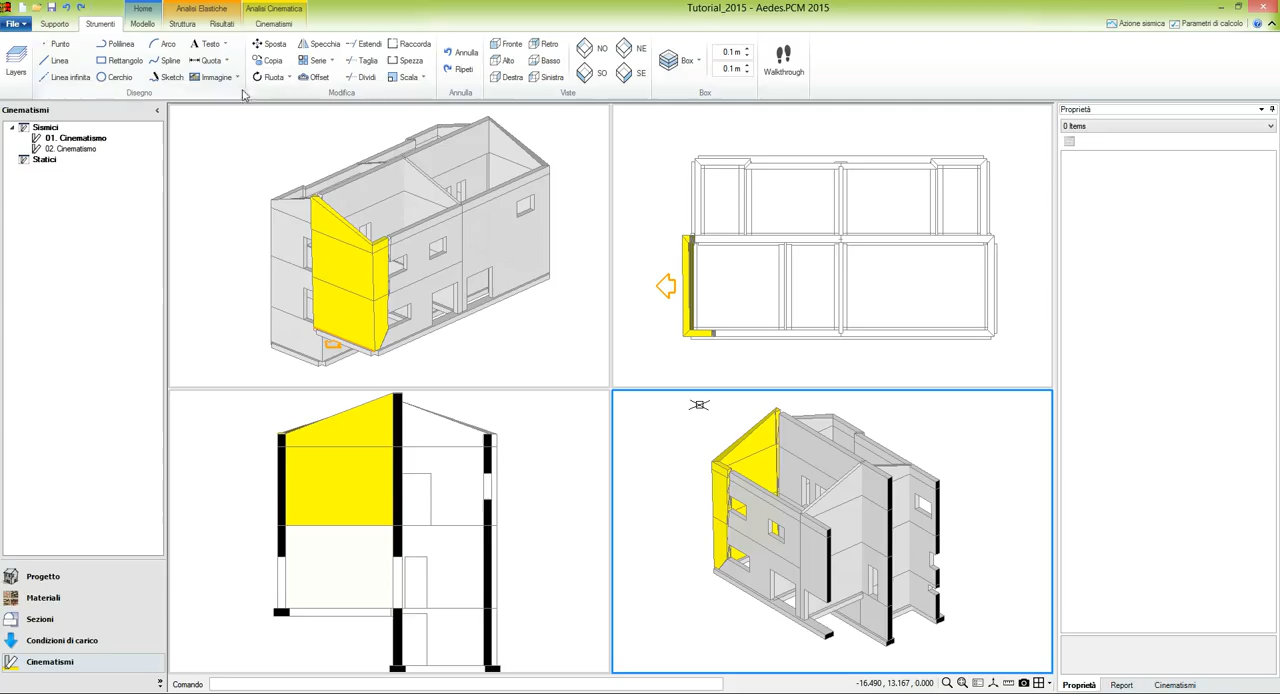 Home Analisi Elastiche Analisi Cinematica Tutorial_2015 – Aedes.PCM 2015
File Supporto Strumenti Modello Struttura Risultati Cinematismi Azione sismica Parametri di calcolo
Punto Polilinea Arco Testo Sposta Specchia Estendi Raccorda Annulla Fronte Retro NO NE 0.1 m
Layers Linea Rettangolo Spline Quota Copia Serie Taglia Spezza Ripeti Alto Basso Box Walkthrough
Linea infinita Cerchio Sketch Immagine Ruota Offset Dividi Scala Destra Sinistra SO SE 0.1 m
Disegno Modifica Annulla Viste Box
Cinematismi Proprietà
Sismici 0 Items
01. Cinematismo
02. Cinematismo
Statici
Progetto
Materiali
Sezioni
Condizioni di carico
Cinematismi
Comando -16.490, 13.167, 0.000 Proprietà Report Cinematismi